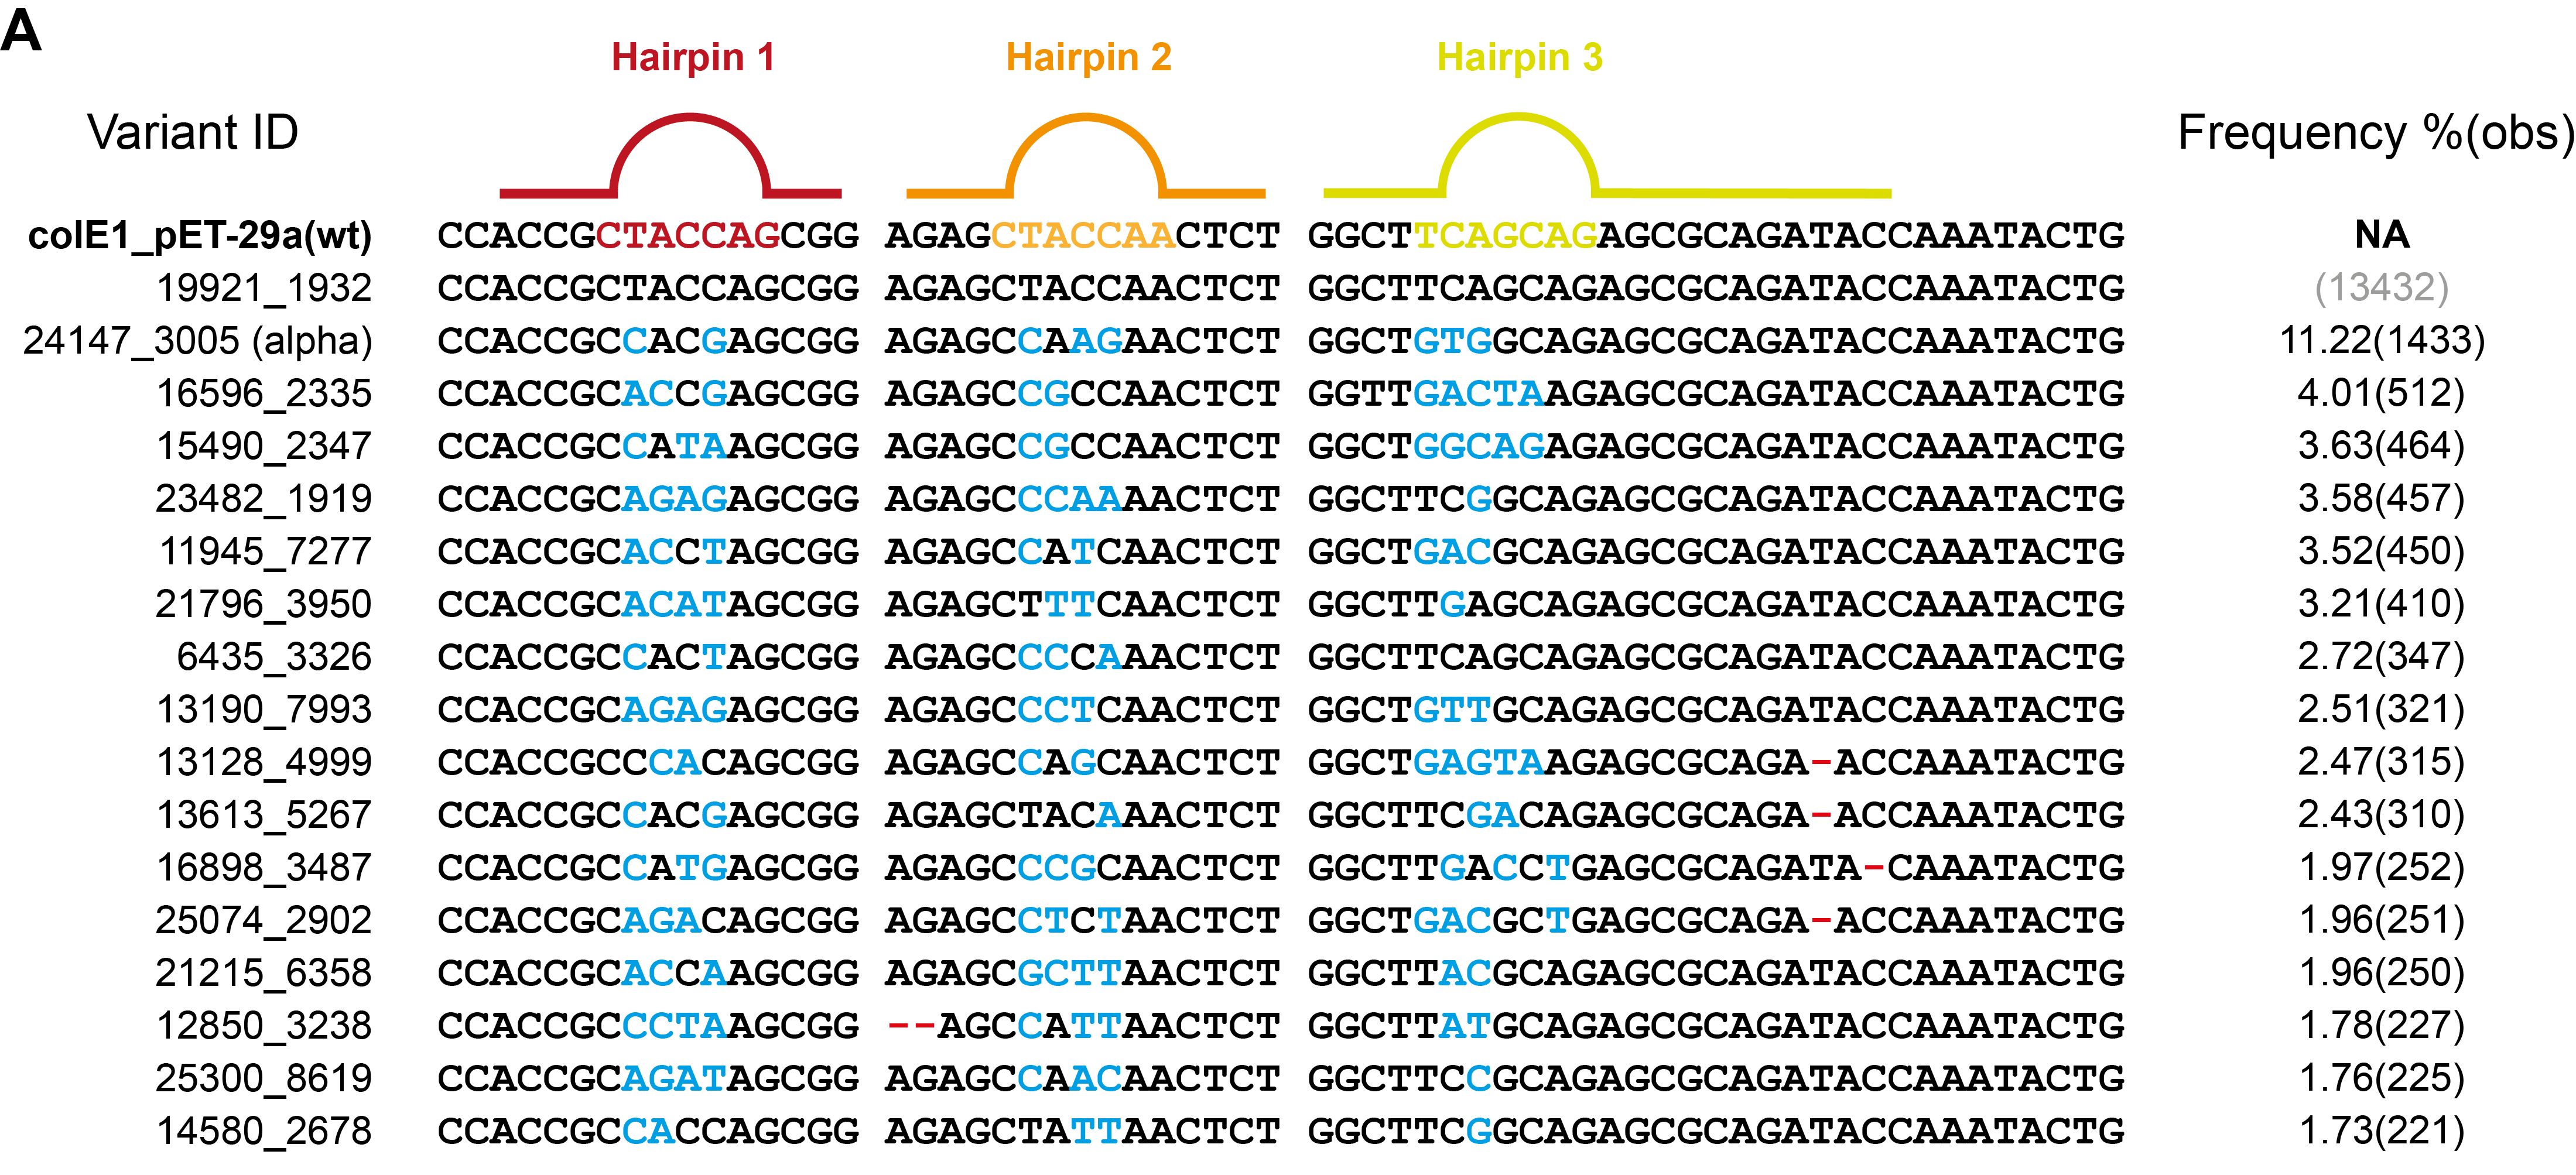 A
Hairpin 1 Hairpin 2 Hairpin 3
Variant ID Frequency %(obs)
colE1_pET-29a(wt) CCACCGCTACCAGCGG AGAGCTACCAACTCT GGCTTCAGCAGAGCGCAGATACCAAATACTG NA
19921_1932 CCACCGCTACCAGCGG AGAGCTACCAACTCT GGCTTCAGCAGAGCGCAGATACCAAATACTG (13432)
24147_3005 (alpha) CCACCGCCACGAGCGG AGAGCCAAGAACTCT GGCTGTGGCAGAGCGCAGATACCAAATACTG 11.22(1433)
16596_2335 CCACCGCACCGAGCGG AGAGCCGCCAACTCT GGTTGACTAAGAGCGCAGATACCAAATACTG 4.01(512)
15490_2347 CCACCGCCATAAGCGG AGAGCCGCCAACTCT GGCTGGCAGAGAGCGCAGATACCAAATACTG 3.63(464)
23482_1919 CCACCGCAGAGAGCGG AGAGCCCAAAACTCT GGCTTCGGCAGAGCGCAGATACCAAATACTG 3.58(457)
11945_7277 CCACCGCACCTAGCGG AGAGCCATCAACTCT GGCTGACGCAGAGCGCAGATACCAAATACTG 3.52(450)
21796_3950 CCACCGCACATAGCGG AGAGCTTTCAACTCT GGCTTGAGCAGAGCGCAGATACCAAATACTG 3.21(410)
6435_3326 CCACCGCCACTAGCGG AGAGCCCCAAACTCT GGCTTCAGCAGAGCGCAGATACCAAATACTG 2.72(347)
13190_7993 CCACCGCAGAGAGCGG AGAGCCCTCAACTCT GGCTGTTGCAGAGCGCAGATACCAAATACTG 2.51(321)
13128_4999 CCACCGCCCACAGCGG AGAGCCAGCAACTCT GGCTGAGTAAGAGCGCAGA-ACCAAATACTG 2.47(315)
13613_5267 CCACCGCCACGAGCGG AGAGCTACAAACTCT GGCTTCGACAGAGCGCAGA-ACCAAATACTG 2.43(310)
16898_3487 CCACCGCCATGAGCGG AGAGCCCGCAACTCT GGCTTGACCTGAGCGCAGATA-CAAATACTG 1.97(252)
25074_2902 CCACCGCAGACAGCGG AGAGCCTCTAACTCT GGCTGACGCTGAGCGCAGA-ACCAAATACTG 1.96(251)
21215_6358 CCACCGCACCAAGCGG AGAGCGCTTAACTCT GGCTTACGCAGAGCGCAGATACCAAATACTG 1.96(250)
12850_3238 CCACCGCCCTAAGCGG --AGCCATTAACTCT GGCTTATGCAGAGCGCAGATACCAAATACTG 1.78(227)
25300_8619 CCACCGCAGATAGCGG AGAGCCAACAACTCT GGCTTCCGCAGAGCGCAGATACCAAATACTG 1.76(225)
14580_2678 CCACCGCCACCAGCGG AGAGCTATTAACTCT GGCTTCGGCAGAGCGCAGATACCAAATACTG 1.73(221)